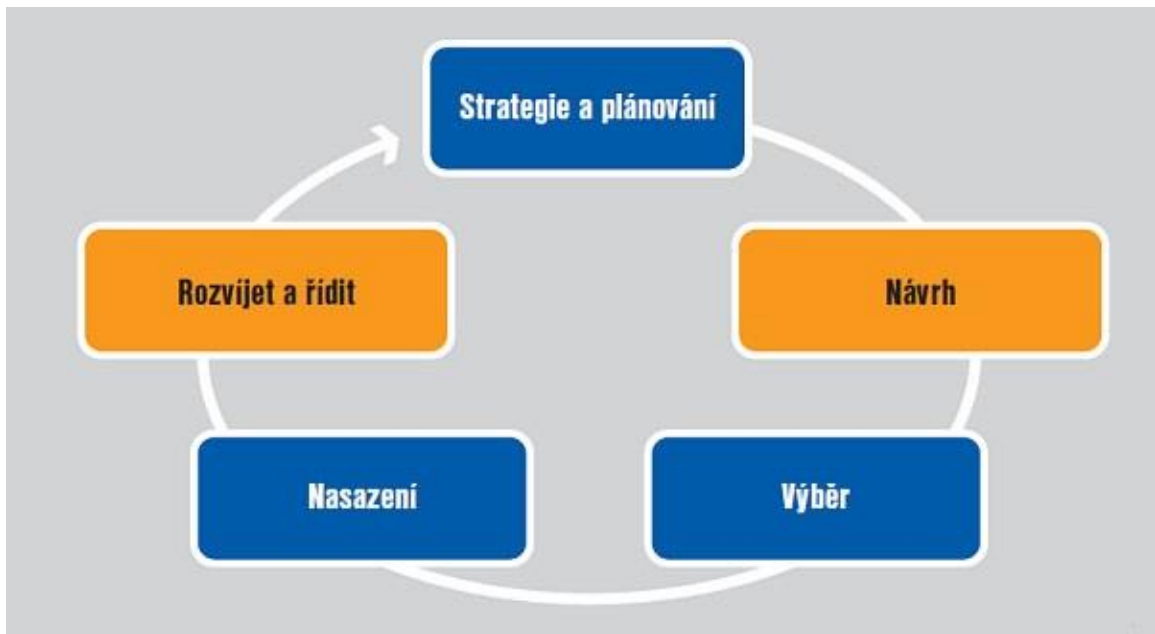 Strategie a plánování
Návrh
Výběr
Nasazení
Rozvíjet a řídit